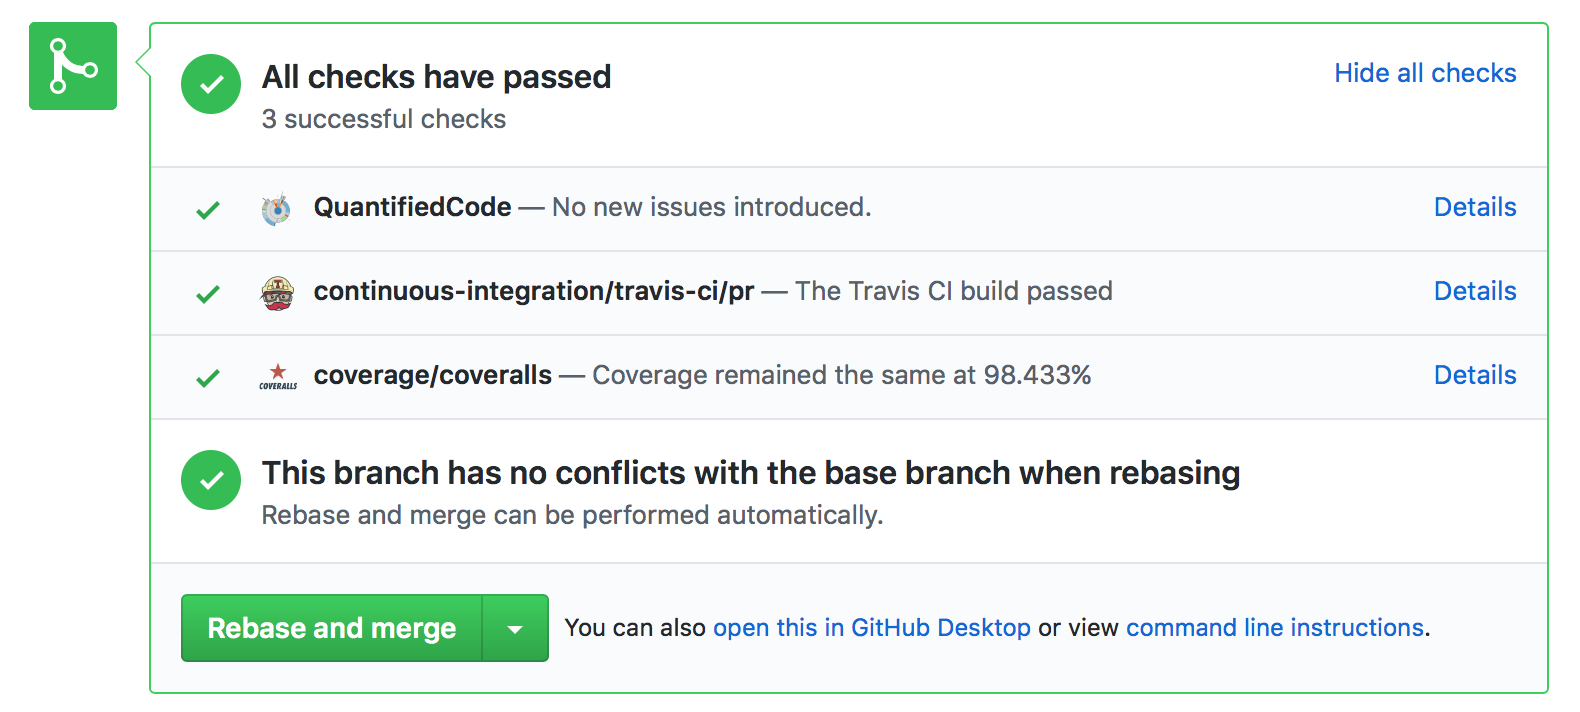 All checks have passed
Hide all checks
3 successful checks
QuantifiedCode — No new issues introduced.
Details
continuous-integration/travis-ci/pr — The Travis CI build passed
Details
COVERALLS
coverage/coveralls — Coverage remained the same at 98.433%
Details
This branch has no conflicts with the base branch when rebasing
Rebase and merge can be performed automatically.
Rebase and merge
You can also open this in GitHub Desktop or view command line instructions.